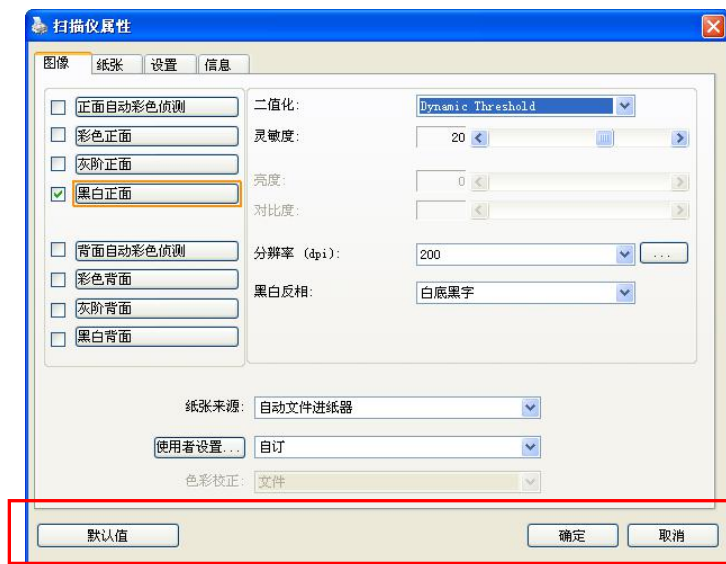 扫描仪属性
图像 纸张 设置 信息
正面自动彩色侦测
彩色正面
灰阶正面
黑白正面
背面自动彩色侦测
彩色背面
灰阶背面
黑白背面
二值化: Dynamic Threshold
灵敏度: 20
亮度: 0
对比度:
分辨率 (dpi): 200 ...
黑白反相: 白底黑字
纸张来源: 自动文件进纸器
使用者设置... 自订
色彩校正: 文件
默认值 确定 取消